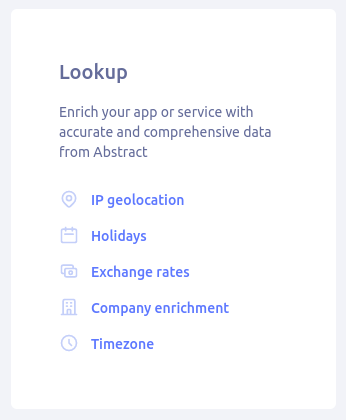 Lookup
Enrich your app or service with
accurate and comprehensive data
from Abstract
IP geolocation
Holidays
Exchange rates
Company enrichment
Timezone